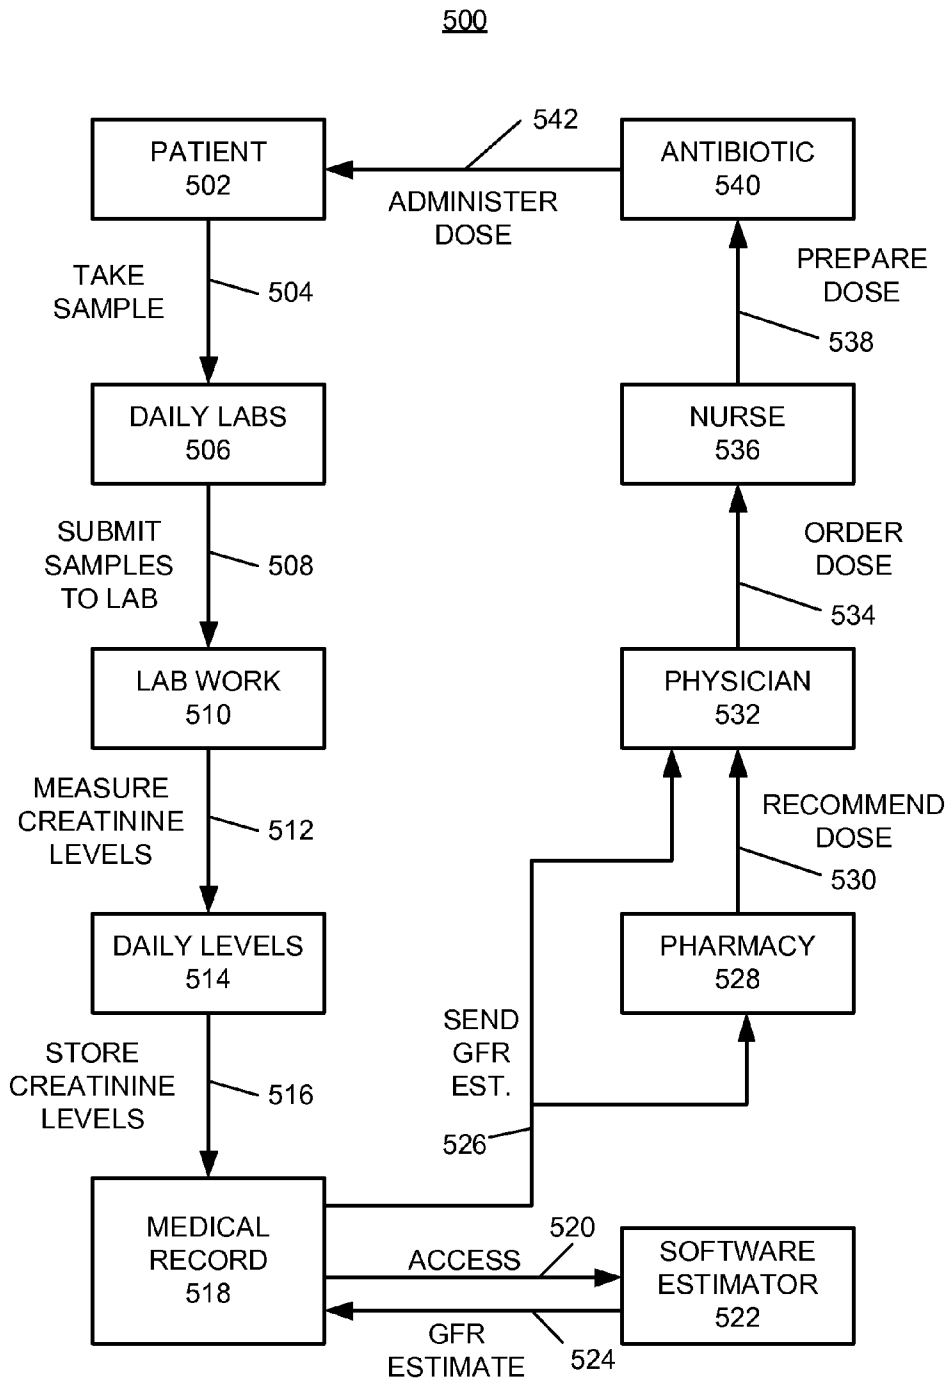 500
PATIENT
502
542
ADMINISTER
DOSE
ANTIBIOTIC
540
TAKE
SAMPLE
504
PREPARE
DOSE
538
DAILY LABS
506
NURSE
536
SUBMIT
SAMPLES
TO LAB
508
ORDER
DOSE
534
LAB WORK
510
PHYSICIAN
532
MEASURE
CREATININE
LEVELS
512
RECOMMEND
DOSE
530
DAILY LEVELS
514
PHARMACY
528
STORE
CREATININE
LEVELS
516
SEND
GFR
EST.
526
MEDICAL
RECORD
518
520
ACCESS
SOFTWARE
ESTIMATOR
522
GFR
ESTIMATE
524